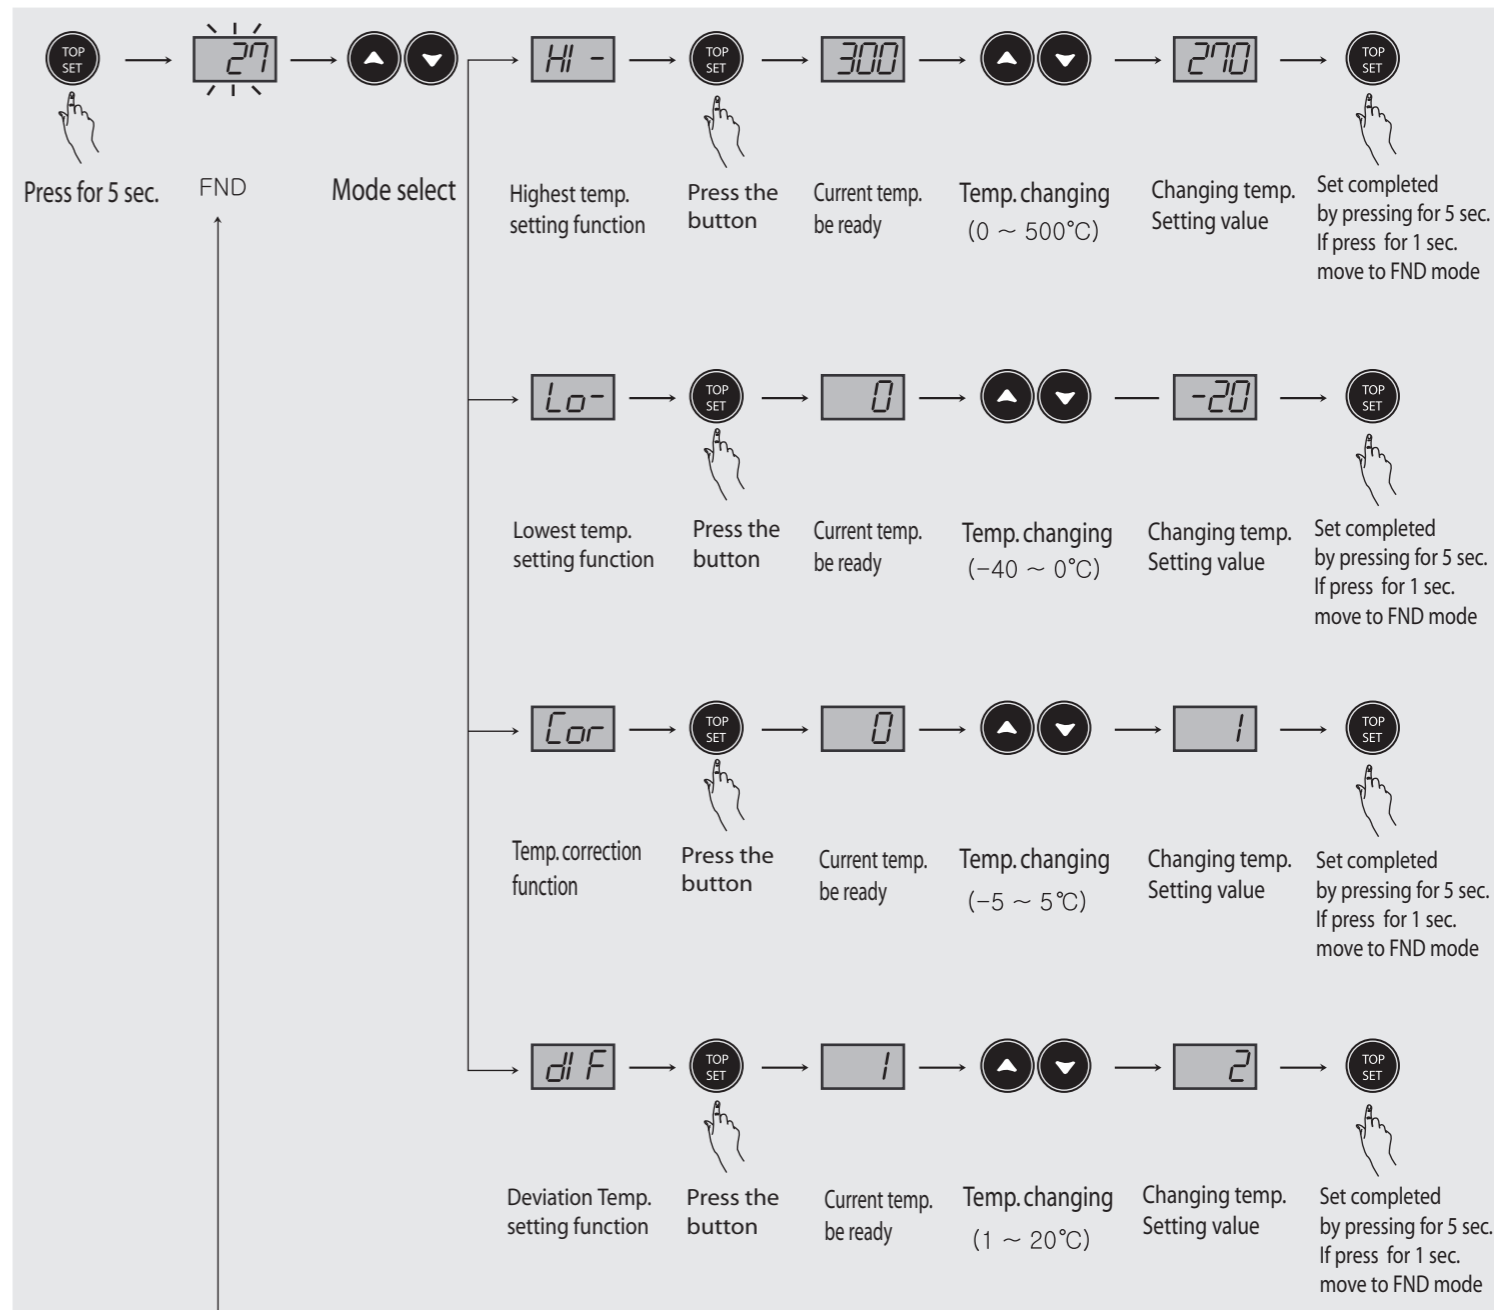 TOP
SET
27
HI -
TOP
SET
300
270
TOP
SET
Press for 5 sec.
FND
Mode select
Highest temp.
setting function
Press the
button
Current temp.
be ready
Temp. changing
(0 ~ 500°C)
Changing temp.
Setting value
Set completed
by pressing for 5 sec.
If press for 1 sec.
move to FND mode
Lo-
TOP
SET
0
-20
TOP
SET
Lowest temp.
setting function
Press the
button
Current temp.
be ready
Temp. changing
(-40 ~ 0°C)
Changing temp.
Setting value
Set completed
by pressing for 5 sec.
If press for 1 sec.
move to FND mode
Cor
TOP
SET
0
1
TOP
SET
Temp. correction
function
Press the
button
Current temp.
be ready
Temp. changing
(-5 ~ 5°C)
Changing temp.
Setting value
Set completed
by pressing for 5 sec.
If press for 1 sec.
move to FND mode
dIF
TOP
SET
1
2
TOP
SET
Deviation Temp.
setting function
Press the
button
Current temp.
be ready
Temp. changing
(1 ~ 20°C)
Changing temp.
Setting value
Set completed
by pressing for 5 sec.
If press for 1 sec.
move to FND mode